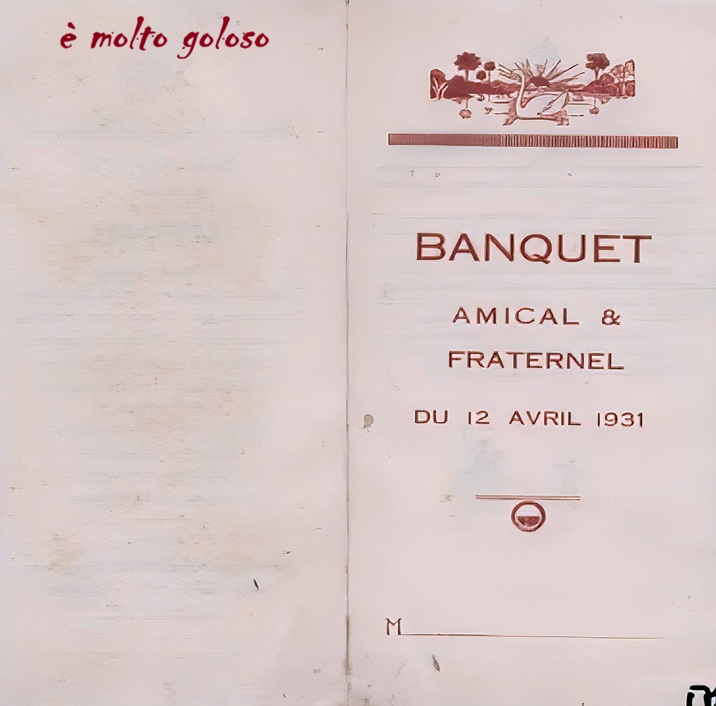 è molto goloso
BANQUET
AMICAL &
FRATERNEL
DU 12 AVRIL 1931
M